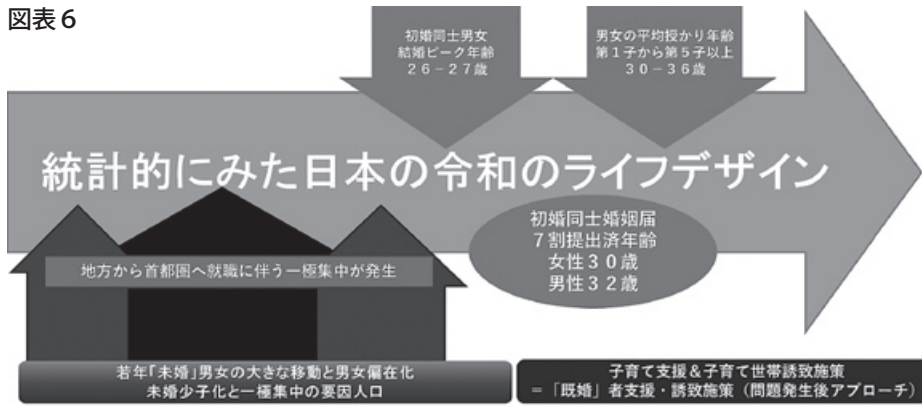 図表6
初婚同士男女
結婚ピーク年齢
26－27歳
男女の平均授かり年齢
第1子から第5子以上
30－36歳
統計的にみた日本の令和のライフデザイン
初婚同士婚姻届
7割提出済年齢
女性30歳
男性32歳
地方から首都圏へ就職に伴う一極集中が発生
若年「未婚」男女の大きな移動と男女偏在化
未婚少子化と一極集中の要因人口
子育て支援＆子育て世帯誘致施策
＝「既婚」者支援・誘致施策（問題発生後アプローチ）